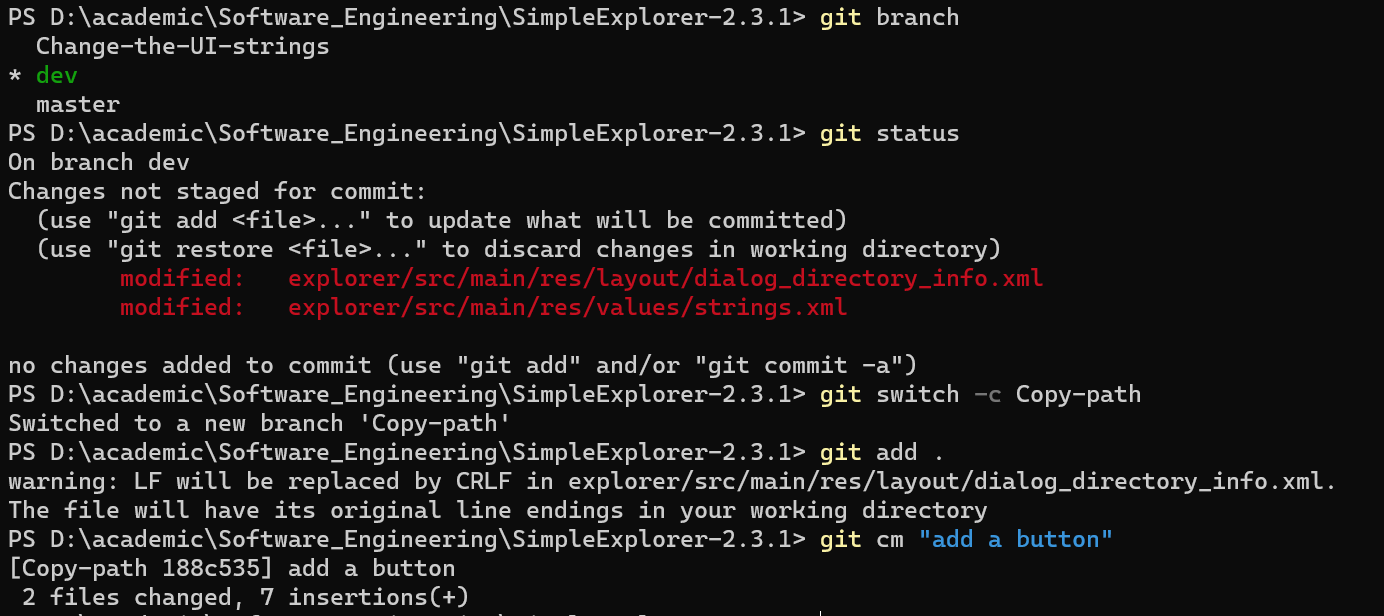 PS D:\academic\Software_Engineering\SimpleExplorer-2.3.1> git branch
  Change-the-UI-strings
* dev
  master
PS D:\academic\Software_Engineering\SimpleExplorer-2.3.1> git status
On branch dev
Changes not staged for commit:
  (use "git add <file>..." to update what will be committed)
  (use "git restore <file>..." to discard changes in working directory)
        modified:   explorer/src/main/res/layout/dialog_directory_info.xml
        modified:   explorer/src/main/res/values/strings.xml

no changes added to commit (use "git add" and/or "git commit -a")
PS D:\academic\Software_Engineering\SimpleExplorer-2.3.1> git switch -c Copy-path
Switched to a new branch 'Copy-path'
PS D:\academic\Software_Engineering\SimpleExplorer-2.3.1> git add .
warning: LF will be replaced by CRLF in explorer/src/main/res/layout/dialog_directory_info.xml.
The file will have its original line endings in your working directory
PS D:\academic\Software_Engineering\SimpleExplorer-2.3.1> git cm "add a button"
[Copy-path 188c535] add a button
 2 files changed, 7 insertions(+)